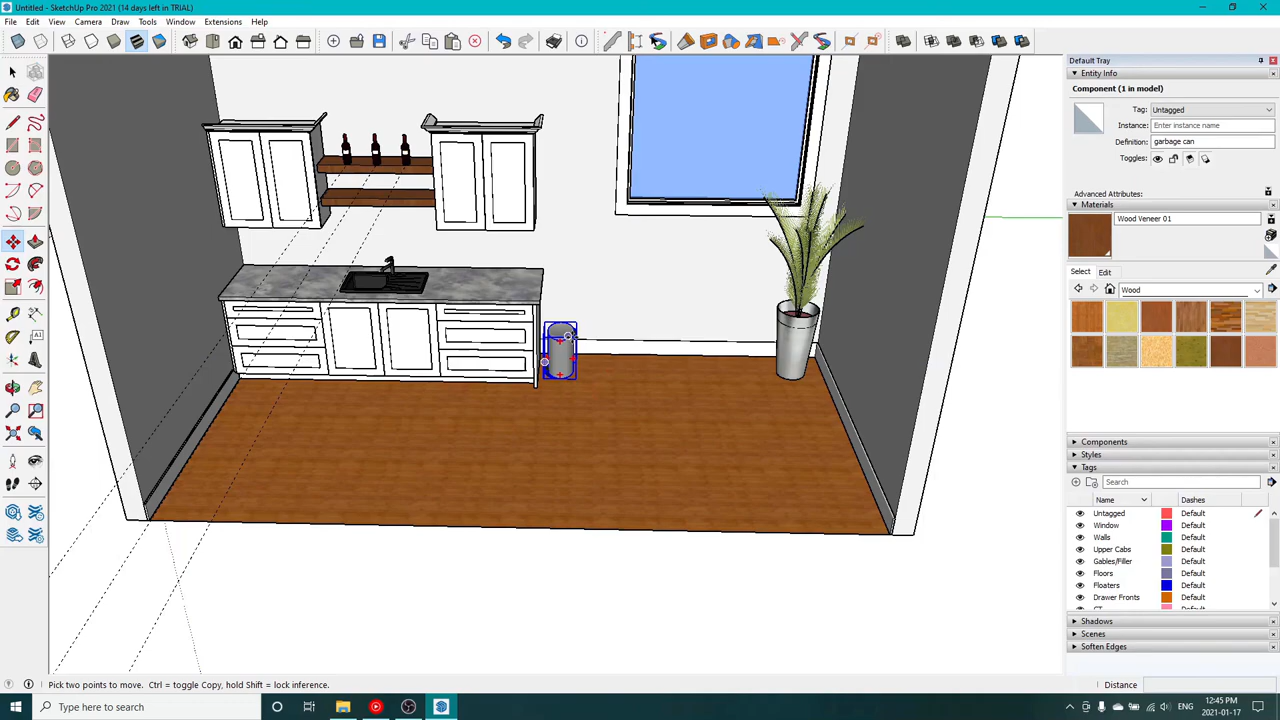 Untitled - SketchUp Pro 2021 (14 days left in TRIAL)
File Edit View Camera Draw Tools Window Extensions Help
Default Tray
Entity Info
Component (1 in model)
Tag: Untagged
Instance: Enter instance name
Definition: garbage can
Toggles:
Advanced Attributes:
Materials
Wood Veneer 01
Select Edit
Wood
Components
Styles
Tags
Search
Name Dashes
Untagged Default
Window Default
Walls Default
Upper Cabs Default
Gables/Filler Default
Floors Default
Floaters Default
Drawer Fronts Default
CT Default
Shadows
Scenes
Soften Edges
Pick two points to move. Ctrl = toggle Copy, hold Shift = lock inference.
Distance
Type here to search
ENG
12:45 PM
2021-01-17